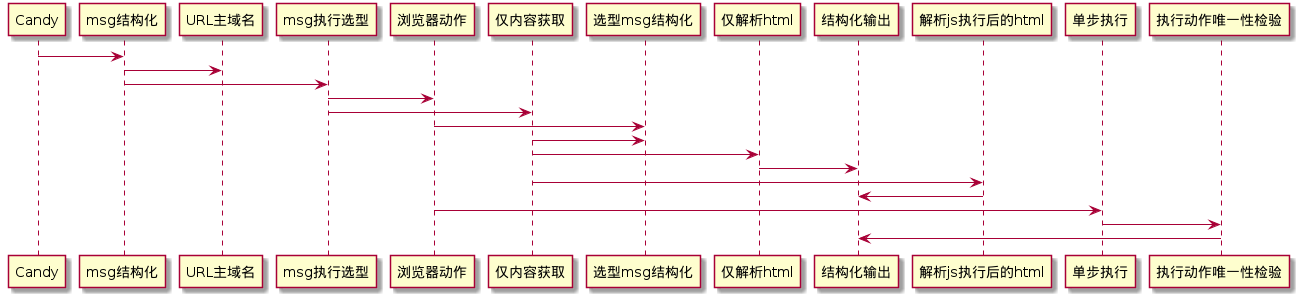 Candy
msg结构化
URL主域名
msg执行选型
浏览器动作
仅内容获取
选型msg结构化
仅解析html
结构化输出
解析js执行后的html
单步执行
执行动作唯一性检验
Candy
msg结构化
URL主域名
msg执行选型
浏览器动作
仅内容获取
选型msg结构化
仅解析html
结构化输出
解析js执行后的html
单步执行
执行动作唯一性检验